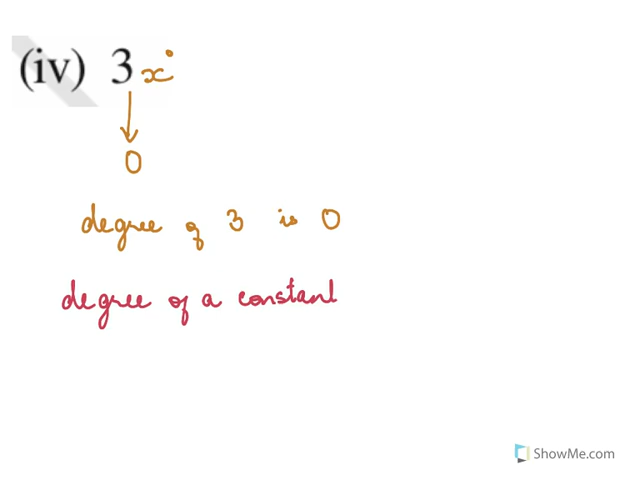 (iv) 3x°
0
degree of 3 is 0
degree of a constant
ShowMe.com